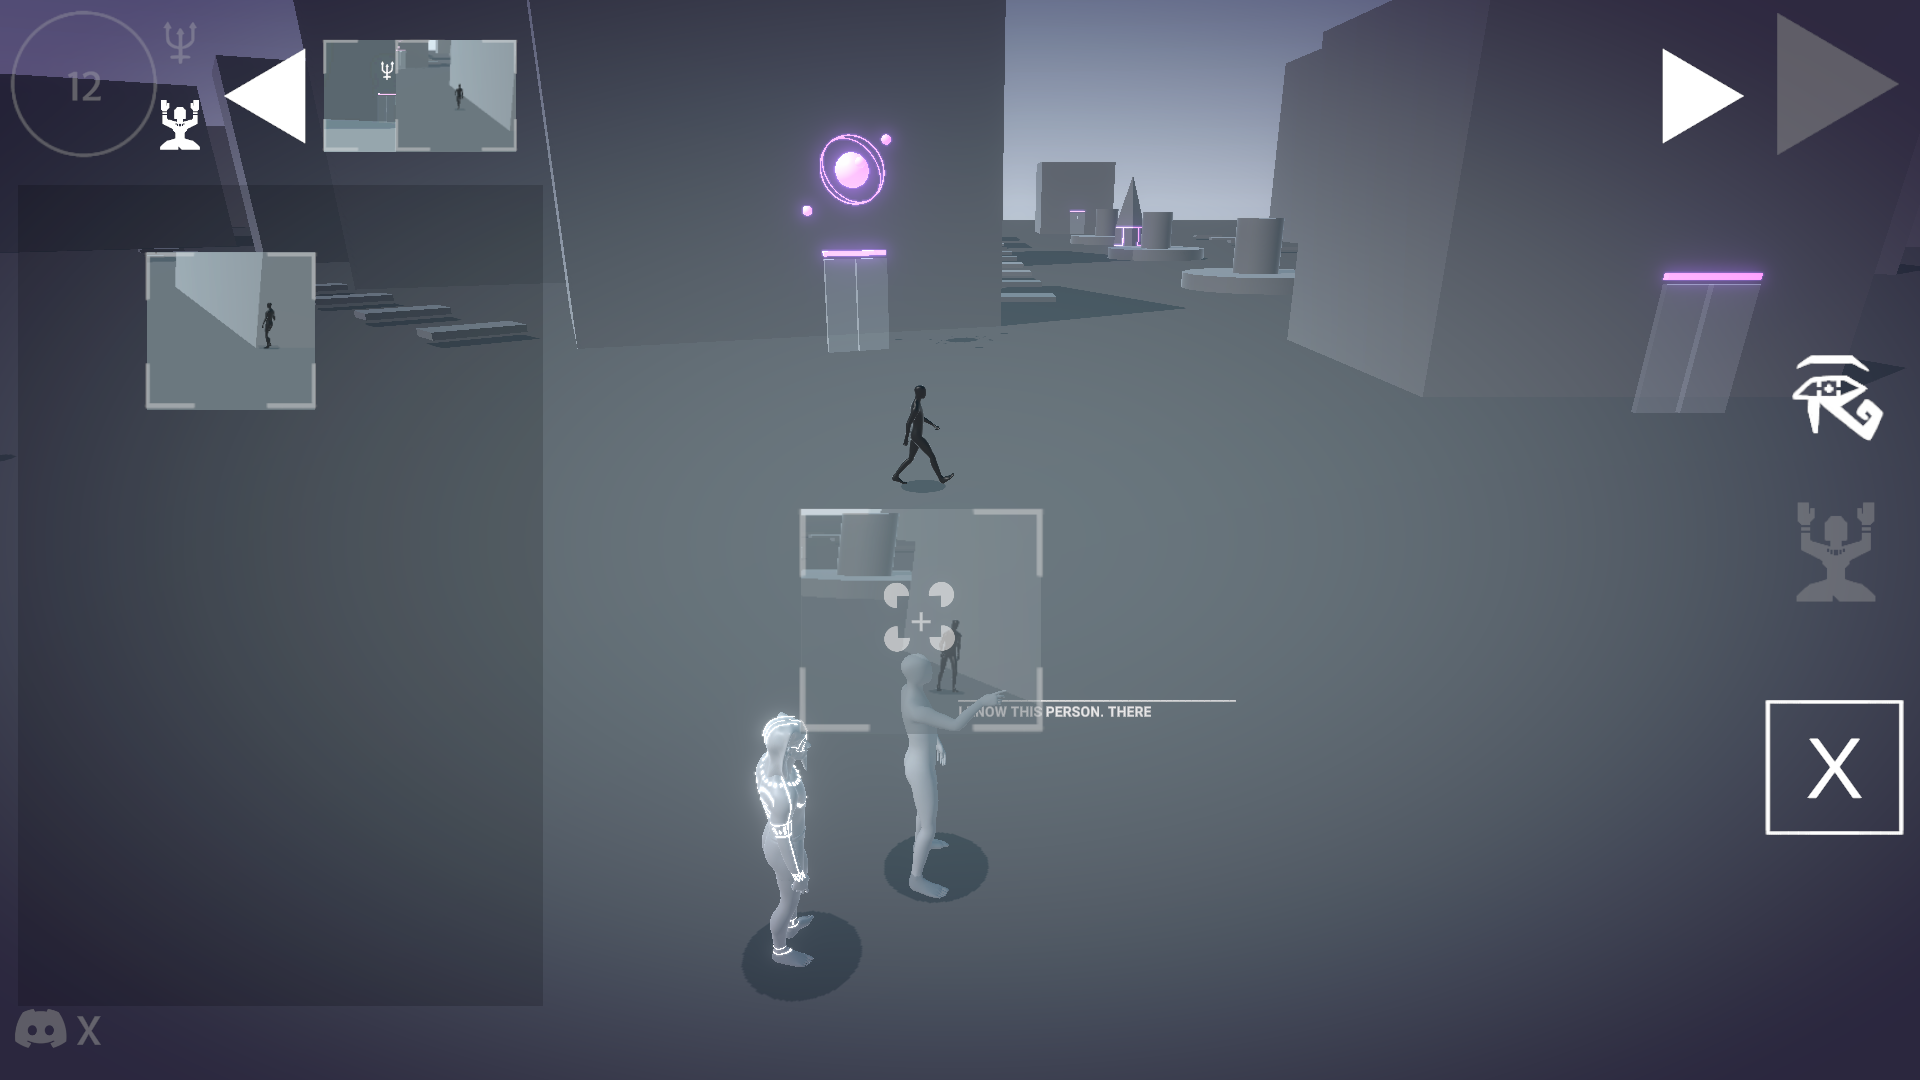 12
KNOW THIS PERSON. THERE
X
X